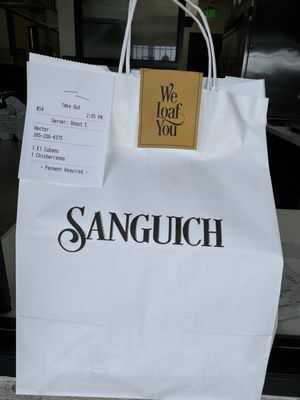 Take Out
#54 2:05 PM
Server: Ghost C
Hector
305-206-4375
1 El Cubano
1 Chicharrones
- Payment Required -
We
Loaf
You
SANGUICH